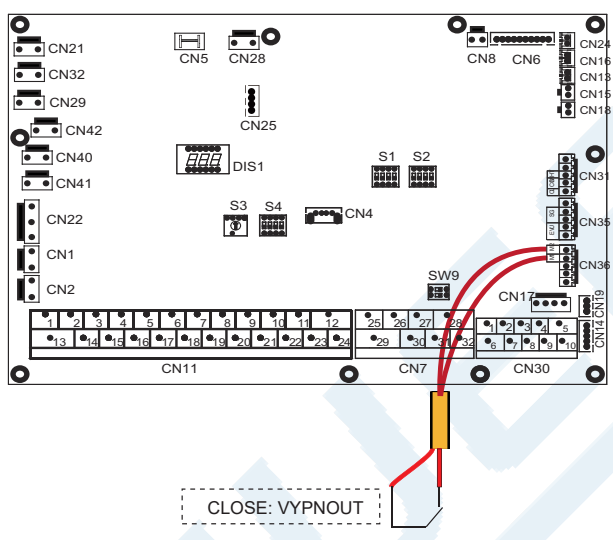 CN21
CN5
CN28
CN8
CN6
CN24
CN16
CN13
CN15
CN18
CN32
CN29
CN25
CN42
CN40
DIS1
S1
S2
CN41
CN31
CN22
S3
S4
CN4
CN35
CN1
CN36
CN2
SW9
CN17
CN19
CN14
1 2 3 4 5 6 7 8 9 10 11 12
13 14 15 16 17 18 19 20 21 22 23 24
25 26 27 28
29 30 31 32
1 2 3 4 5
6 7 8 9 10
CN11
CN7
CN30
CLOSE: VYPNOUT